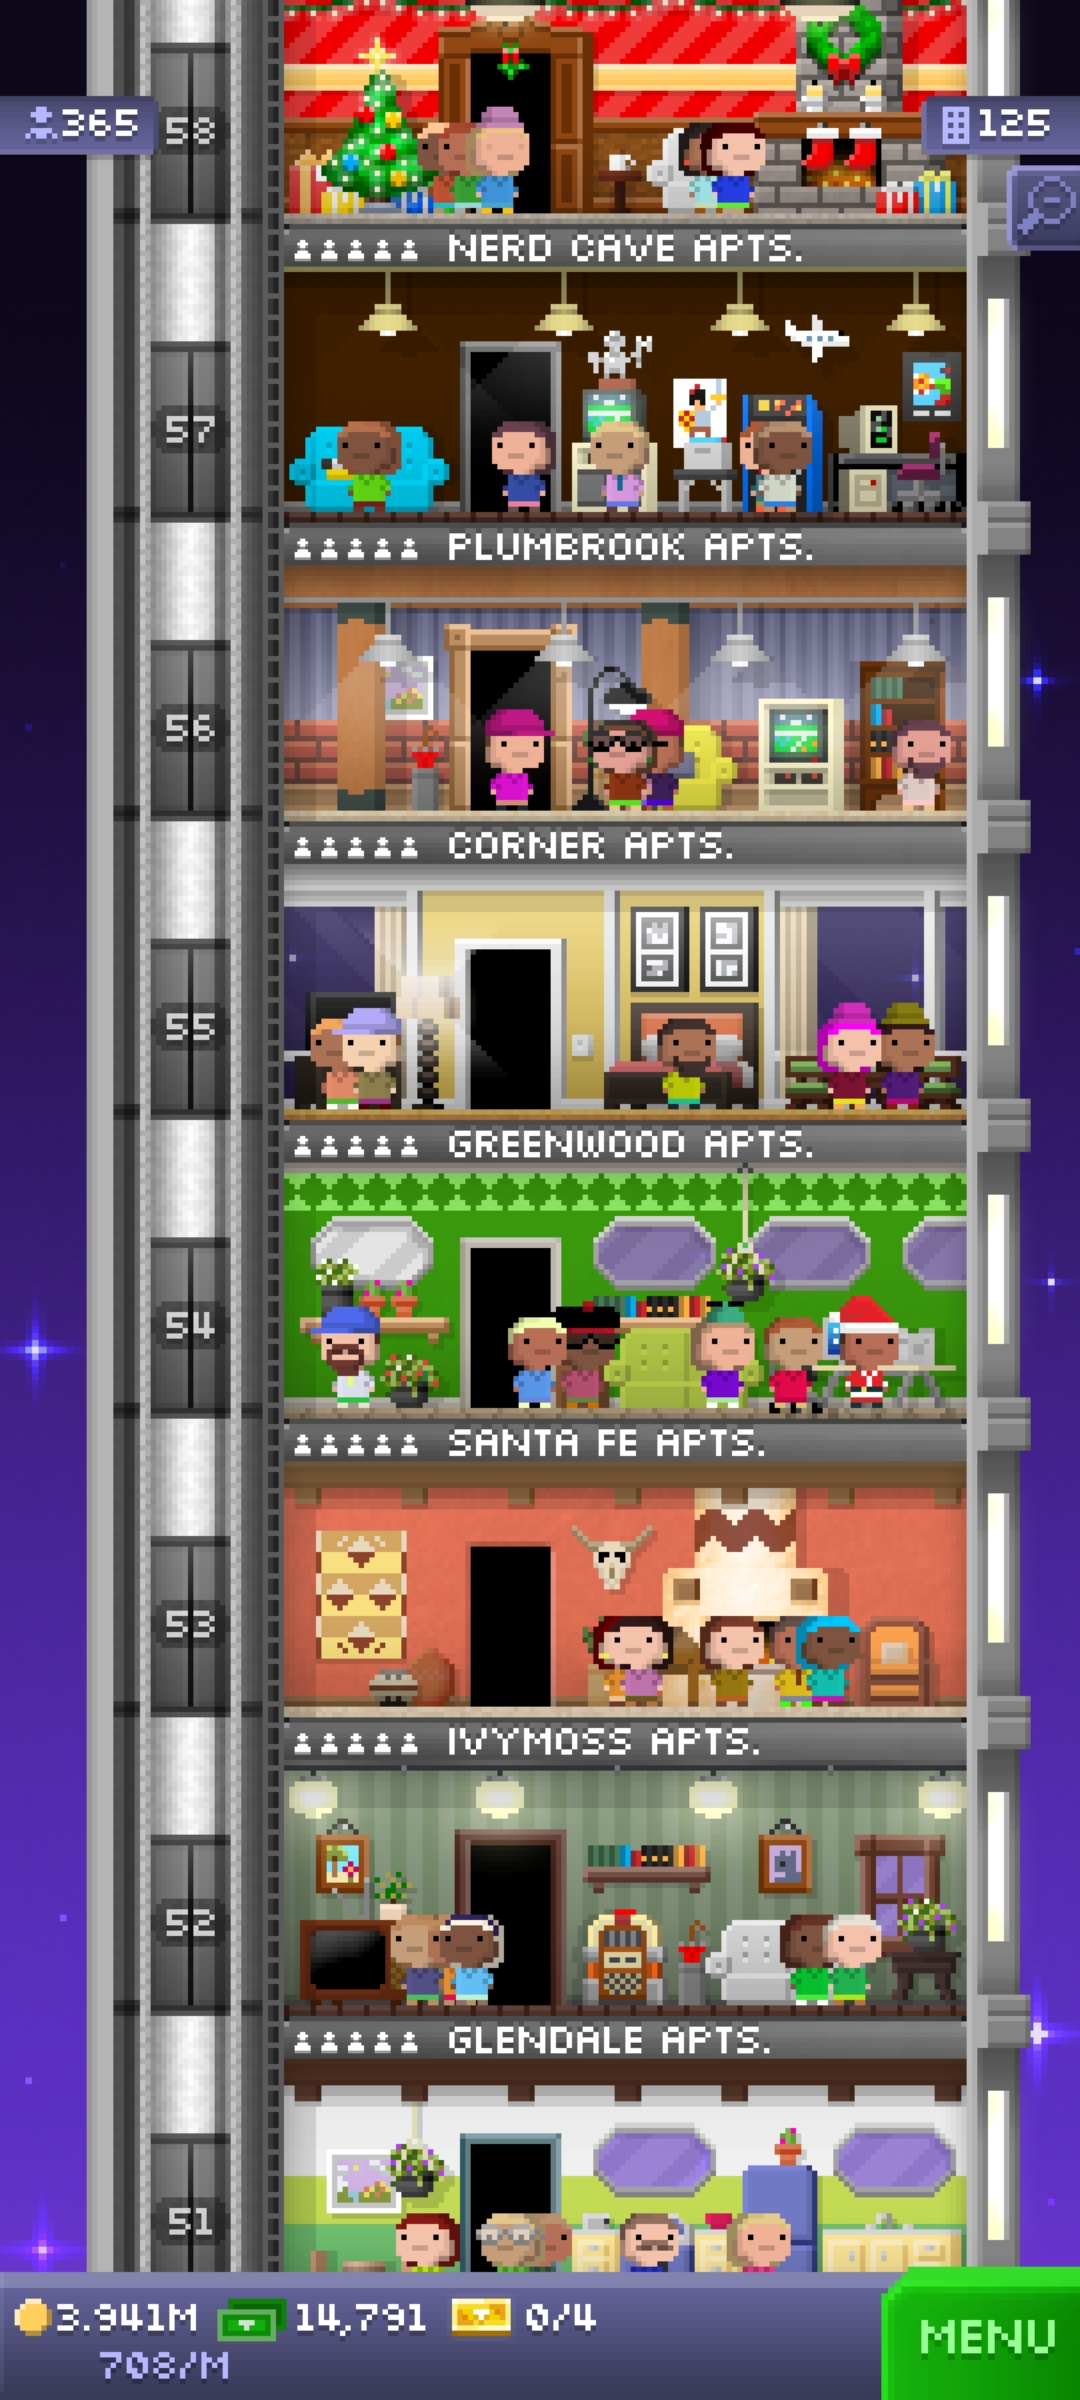 365
58
125
NERD CAVE APTS.
57
PLUMBROOK APTS.
56
CORNER APTS.
55
GREENWOOD APTS.
54
SANTA FE APTS.
53
IVYMOSS APTS.
52
GLENDALE APTS.
51
3.941M 14,791 0/4
708/M
MENU